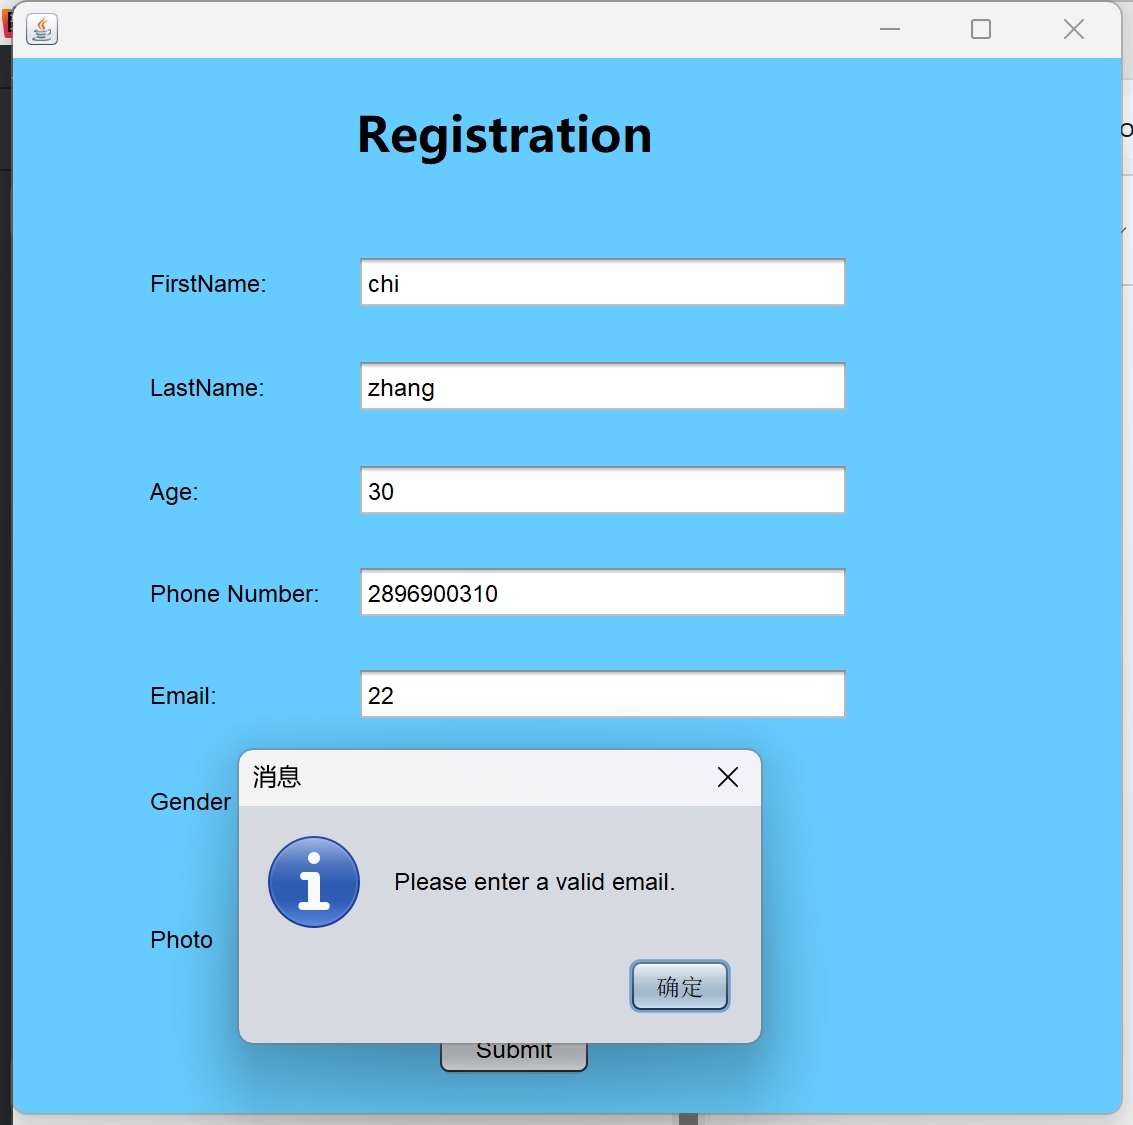 Registration
FirstName: chi
LastName: zhang
Age: 30
Phone Number: 2896900310
Email: 22
Gender
消息
Please enter a valid email.
Photo
确定
Submit